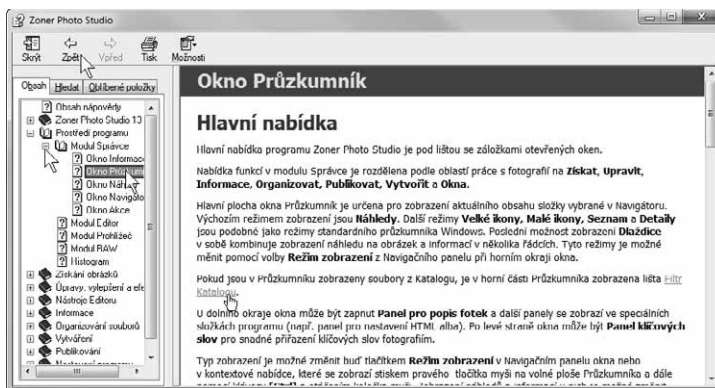 Zoner Photo Studio
Skrýt Zpět Vpřed Tisk Možnosti
Obsah Hledat Oblíbené položky
Obsah nápovědy
Zoner Photo Studio 13
Prostředí programu
Modul Správce
Okno Informace
Okno Průzkumn
Okno Náh
Okno Navigáto
Okno Akce
Modul Editor
Modul Prohlížeč
Modul RAW
Histogram
Získání obrázků
Úpravy, vylepšení a efe
Nástroje Editoru
Informace
Organizování souborů
Vytváření
Publikování
Nastavení programu
Okno Průzkumník
Hlavní nabídka
Hlavní nabídka programu Zoner Photo Studio je pod lištou se záložkami otevřených oken.
Nabídka funkcí v modulu Správce je rozdělena podle oblastí práce s fotografií na Získat, Upravit,
Informace, Organizovat, Publikovat, Vytvořit a Okna.
Hlavní plocha okna Průzkumník je určena pro zobrazení aktuálního obsahu složky vybrané v Navigátoru.
Výchozím režimem zobrazení jsou Náhledy. Další režimy Velké ikony, Malé ikony, Seznam a Detaily
jsou podobné jako režimy standardního průzkumníka Windows. Poslední možnost zobrazení Dlaždice
v sobě kombinuje zobrazení náhledu na obrázek a informací v několika řádcích. Tyto režimy je možné
měnit pomocí volby Režim zobrazení z Navigačního panelu při horním okraji okna.
Pokud jsou v Průzkumníku zobrazeny soubory z Katalogu, je v horní části Průzkumníka zobrazena lišta Filtr
Katalogu.
U dolního okraje okna může být zapnut Panel pro popis fotek a další panely se zobrazí ve speciálních
složkách programu (např. panel pro nastavení HTML alba). Po levé straně okna může být Panel klíčových
slov pro snadné přiřazení klíčových slov fotografiím.
Typ zobrazení je možné změnit buď tlačítkem Režim zobrazení v Navigačním panelu okna nebo
v kontextové nabídce, které se zobrazí stiskem pravého tlačítka myši na volné ploše Průzkumníka a dále